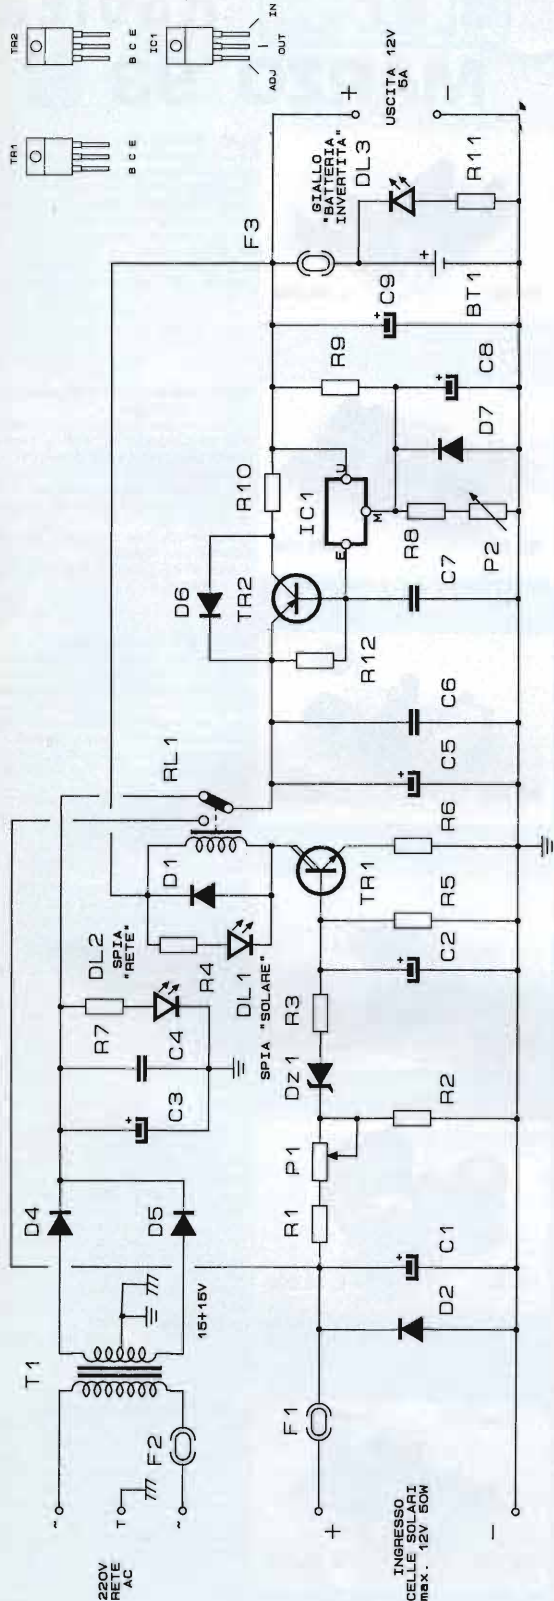 TR2
B C E
IC1
IN
OUT
ADJ
TR1
B C E
220V
RETE
AC
~
T
~
F2
T1
15+15V
D4
D5
C3
+
C4
R7
DL2
SPIA
"RETE"
R4
DL1
SPIA "SOLARE"
D1
RL1
D6
TR2
R12
R10
IC1
E
M
U
F3
GIALLO
"BATTERIA
INVERTITA"
DL3
+
USCITA 12V
5A
-
INGRESSO
CELLE SOLARI
max. 12V 50W
+
-
F1
D2
C1
+
R1
P1
R2
DZ1
R3
C2
+
R5
TR1
R6
C5
+
C6
C7
R8
P2
D7
C8
+
R9
C9
+
BT1
+
R11